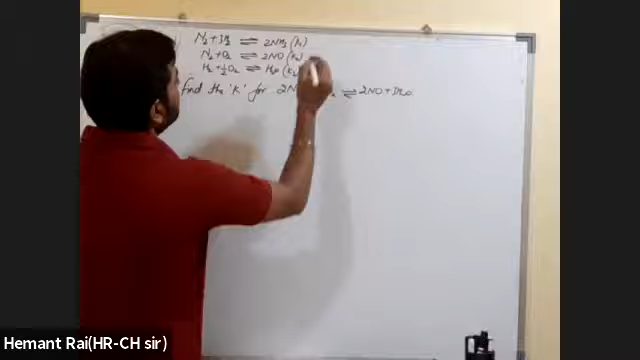 N₂ + 3H₂ ⇌ 2NH₃ (K₁)
N₂ + O₂ ⇌ 2NO (K₂)
H₂ + ½O₂ ⇌ H₂O (K₃
find the 'K' for 2N ⇌ 2NO + 3H₂O
Hemant Rai(HR-CH sir)